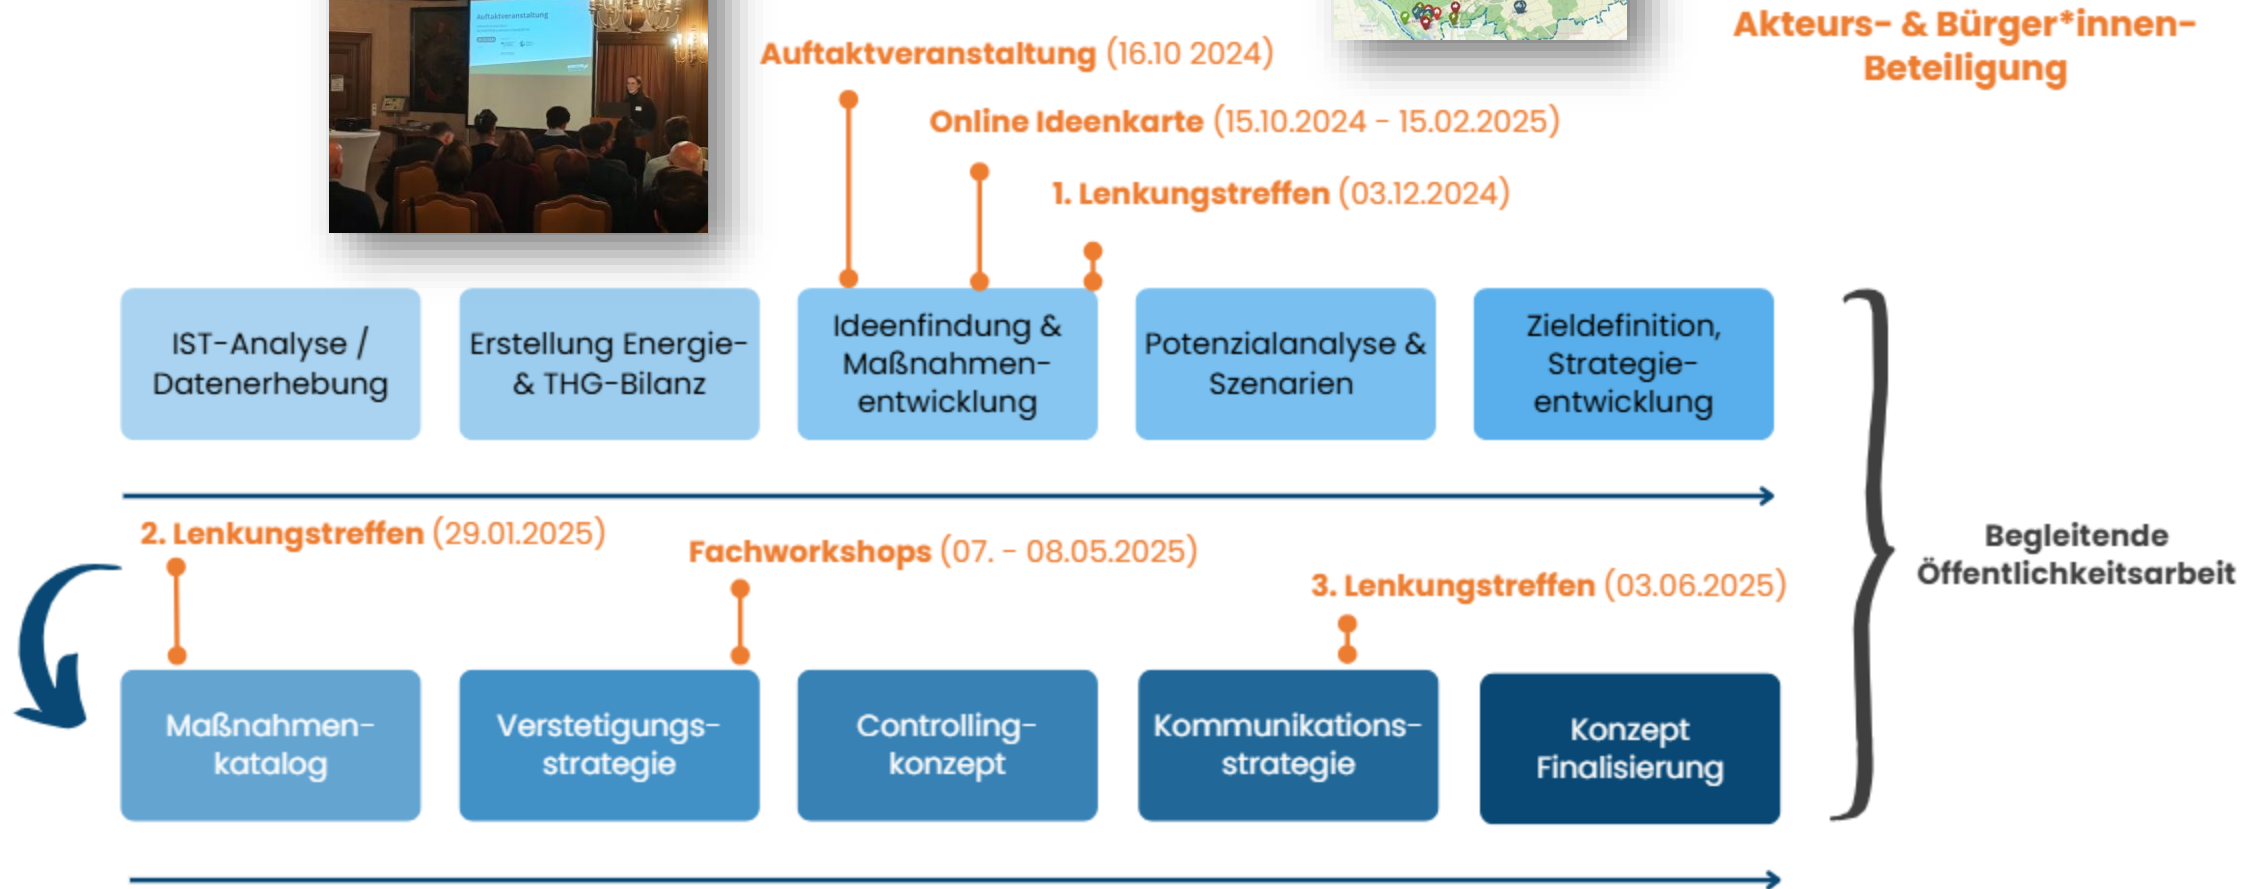 Auftaktveranstaltung
Akteurs- & Bürger*innen-
Beteiligung
Auftaktveranstaltung (16.10 2024)
Online Ideenkarte (15.10.2024 - 15.02.2025)
1. Lenkungstreffen (03.12.2024)
IST-Analyse /
Datenerhebung
Erstellung Energie-
& THG-Bilanz
Ideenfindung &
Maßnahmen-
entwicklung
Potenzialanalyse &
Szenarien
Zieldefinition,
Strategie-
entwicklung
2. Lenkungstreffen (29.01.2025)
Fachworkshops (07. - 08.05.2025)
3. Lenkungstreffen (03.06.2025)
Begleitende
Öffentlichkeitsarbeit
Maßnahmen-
katalog
Verstetigungs-
strategie
Controlling-
konzept
Kommunikations-
strategie
Konzept
Finalisierung